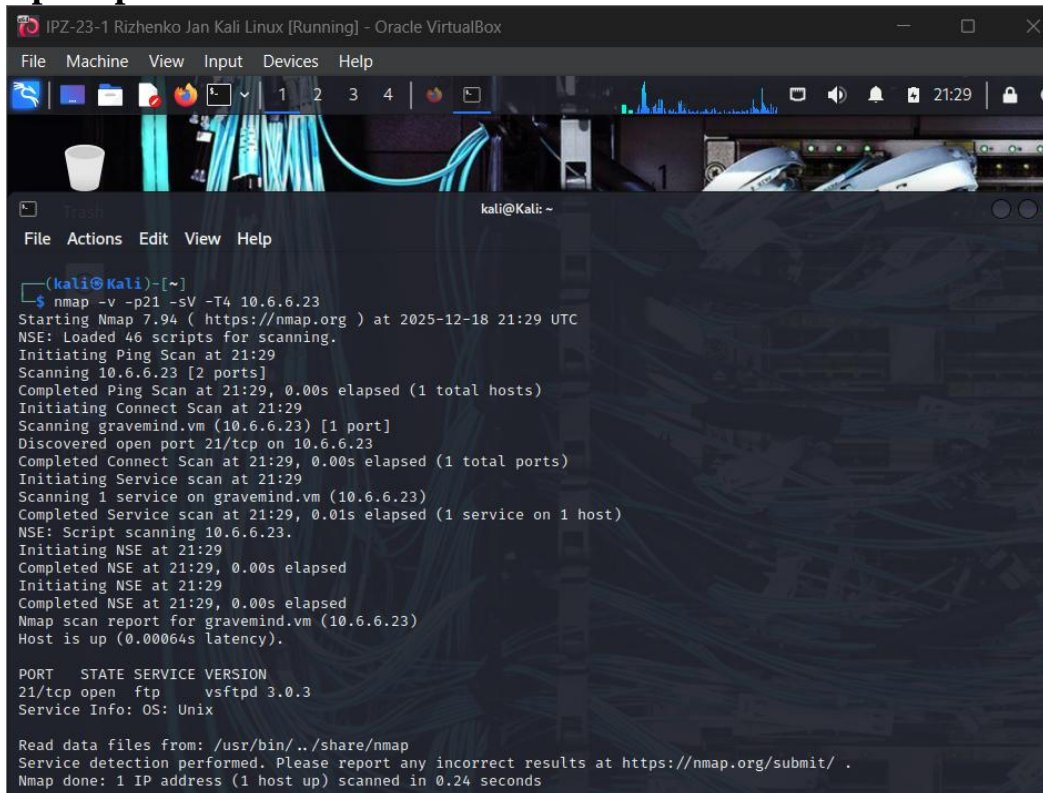 IPZ-23-1 Rizhenko Jan Kali Linux [Running] - Oracle VirtualBox
File Machine View Input Devices Help
1 2 3 4 21:29
Trash
kali@Kali: ~
File Actions Edit View Help
┌──(kali㉿Kali)-[~]
└─$ nmap -v -p21 -sV -T4 10.6.6.23
Starting Nmap 7.94 ( https://nmap.org ) at 2025-12-18 21:29 UTC
NSE: Loaded 46 scripts for scanning.
Initiating Ping Scan at 21:29
Scanning 10.6.6.23 [2 ports]
Completed Ping Scan at 21:29, 0.00s elapsed (1 total hosts)
Initiating Connect Scan at 21:29
Scanning gravemind.vm (10.6.6.23) [1 port]
Discovered open port 21/tcp on 10.6.6.23
Completed Connect Scan at 21:29, 0.00s elapsed (1 total ports)
Initiating Service scan at 21:29
Scanning 1 service on gravemind.vm (10.6.6.23)
Completed Service scan at 21:29, 0.01s elapsed (1 service on 1 host)
NSE: Script scanning 10.6.6.23.
Initiating NSE at 21:29
Completed NSE at 21:29, 0.00s elapsed
Initiating NSE at 21:29
Completed NSE at 21:29, 0.00s elapsed
Nmap scan report for gravemind.vm (10.6.6.23)
Host is up (0.00064s latency).
PORT STATE SERVICE VERSION
21/tcp open ftp vsftpd 3.0.3
Service Info: OS: Unix
Read data files from: /usr/bin/../share/nmap
Service detection performed. Please report any incorrect results at https://nmap.org/submit/ .
Nmap done: 1 IP address (1 host up) scanned in 0.24 seconds